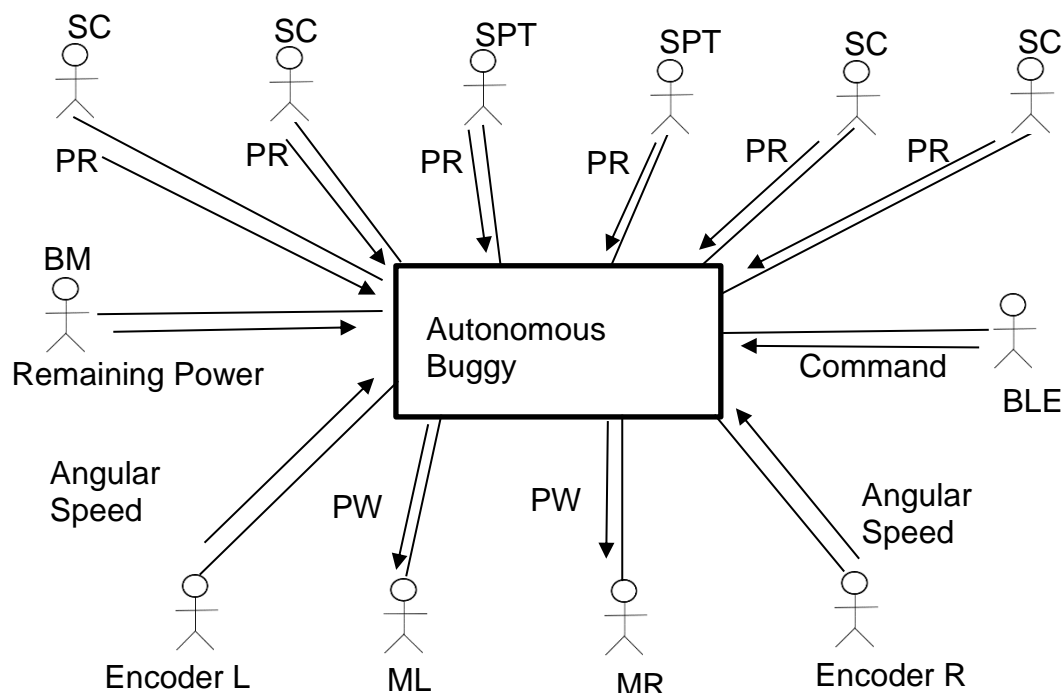 SC
SC
SPT
SPT
SC
SC
PR
PR
PR
PR
PR
PR
BM
Remaining Power
Autonomous
Buggy
Command
BLE
Angular
Speed
PW
PW
Angular
Speed
Encoder L
ML
MR
Encoder R